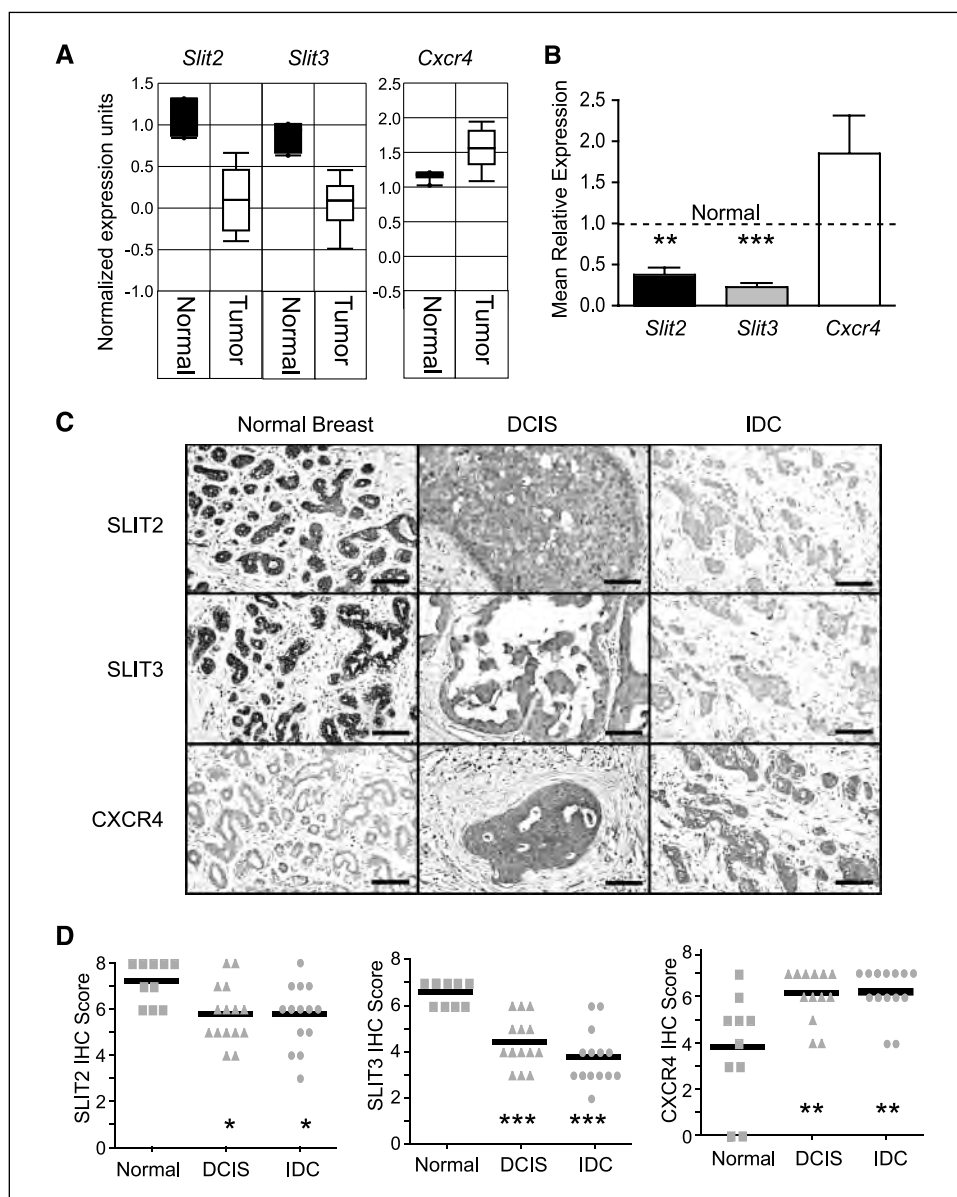 A
Slit2 Slit3 Cxcr4
Normalized expression units
1.5
1.0
0.5
0.0
-0.5
-1.0
2.5
2.0
1.5
1.0
0.5
0.0
-0.5
Normal
Tumor
Normal
Tumor
Normal
Tumor
B
Mean Relative Expression
2.5
2.0
1.5
1.0
0.5
0.0
Normal
** ***
Slit2 Slit3 Cxcr4
C
Normal Breast DCIS IDC
SLIT2
SLIT3
CXCR4
D
SLIT2 IHC Score
8
6
4
2
0
* *
Normal DCIS IDC
SLIT3 IHC Score
8
6
4
2
0
*** ***
Normal DCIS IDC
CXCR4 IHC Score
8
6
4
2
0
** **
Normal DCIS IDC